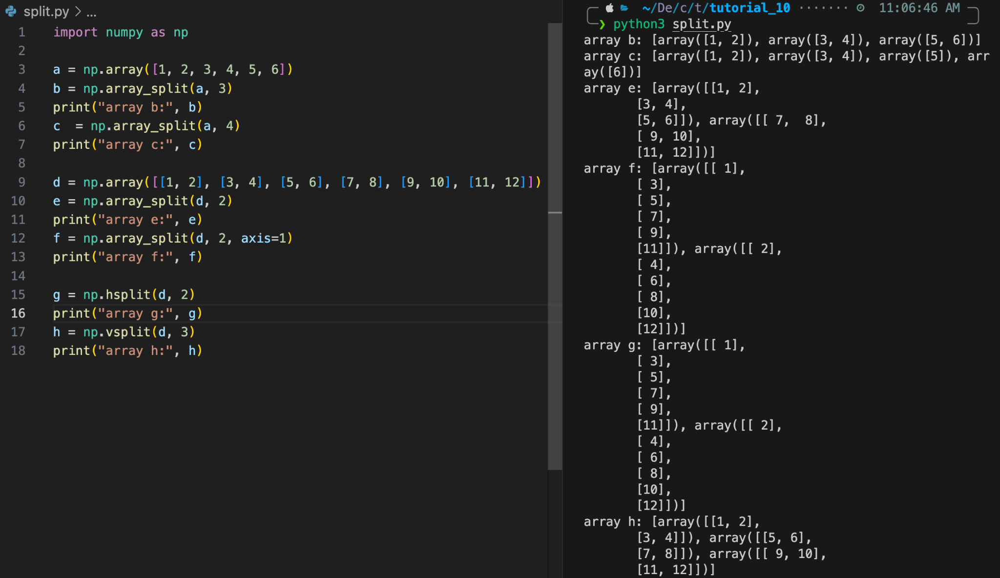 split.py > ...
1 import numpy as np
2
3 a = np.array([1, 2, 3, 4, 5, 6])
4 b = np.array_split(a, 3)
5 print("array b:", b)
6 c  = np.array_split(a, 4)
7 print("array c:", c)
8
9 d = np.array([[1, 2], [3, 4], [5, 6], [7, 8], [9, 10], [11, 12]])
10 e = np.array_split(d, 2)
11 print("array e:", e)
12 f = np.array_split(d, 2, axis=1)
13 print("array f:", f)
14
15 g = np.hsplit(d, 2)
16 print("array g:", g)
17 h = np.vsplit(d, 3)
18 print("array h:", h)
~/De/c/t/tutorial_10 ······· 11:06:46 AM
❯ python3 split.py
array b: [array([1, 2]), array([3, 4]), array([5, 6])]
array c: [array([1, 2]), array([3, 4]), array([5]), arr
ay([6])]
array e: [array([[1, 2],
[3, 4],
[5, 6]]), array([[ 7,  8],
[ 9, 10],
[11, 12]])]
array f: [array([[ 1],
[ 3],
[ 5],
[ 7],
[ 9],
[11]]), array([[ 2],
[ 4],
[ 6],
[ 8],
[10],
[12]])]
array g: [array([[ 1],
[ 3],
[ 5],
[ 7],
[ 9],
[11]]), array([[ 2],
[ 4],
[ 6],
[ 8],
[10],
[12]])]
array h: [array([[1, 2],
[3, 4]]), array([[5, 6],
[7, 8]]), array([[ 9, 10],
[11, 12]])]